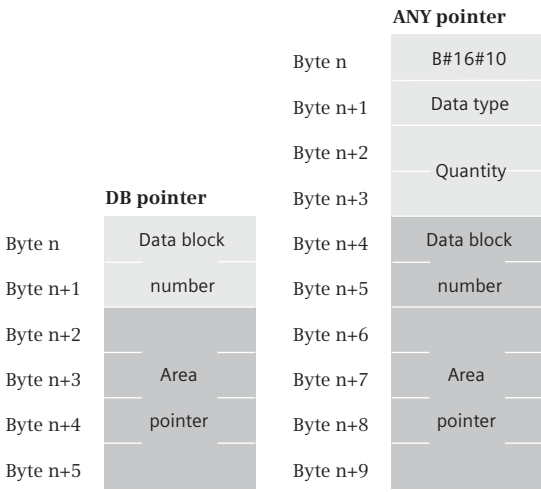 ANY pointer
Byte n B#16#10
Byte n+1 Data type
Byte n+2
Quantity
Byte n+3
DB pointer
Byte n Data block Byte n+4 Data block
Byte n+1 number Byte n+5 number
Byte n+2 Byte n+6
Byte n+3 Area Byte n+7 Area
Byte n+4 pointer Byte n+8 pointer
Byte n+5 Byte n+9